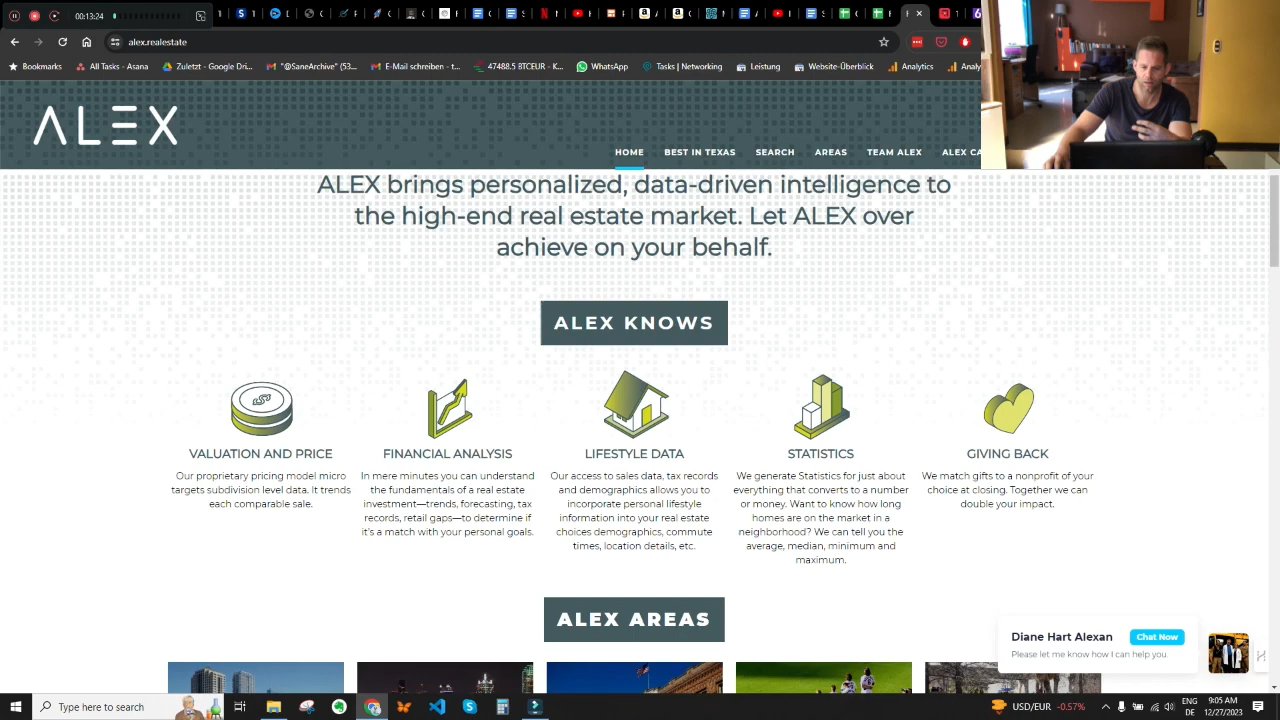 00:13:24
alex.realestate
Bookmarks
All Tasks - Asana
Zuletzt - Google Dri...
ALEX
HOME BEST IN TEXAS SEARCH AREAS TEAM ALEX ALEX CA
WhatsApp
Tasks | Networking
Leistung
Website-Überblick
Analytics
Analy
ALEX brings personalized, data-driven intelligence to
the high-end real estate market. Let ALEX over
achieve on your behalf.
ALEX KNOWS
VALUATION AND PRICE
Our proprietary pricing model micro
targets subdivision level data. It trends
each comparable.
FINANCIAL ANALYSIS
In mere minutes you can understand
the fundamentals of a real estate
investment—trends, forecasting, tax
records, retail gaps—to determine if
it's a match with your personal goals.
LIFESTYLE DATA
Our access to sales data, tax records
and demographics allows you to
incorporate personal lifestyle
information into your real estate
choices demographics, commute
times, location details, etc.
STATISTICS
We generate Statistics for just about
everything that converts to a number
or money. Want to know how long
homes are on the market in a
neighborhood? We can tell you the
average, median, minimum and
maximum.
GIVING BACK
We match gifts to a nonprofit of your
choice at closing. Together we can
double your impact.
ALEX AREAS
Diane Hart Alexan
Chat Now
Please let me know how I can help you.
Type here to search
USD/EUR -0.57%
ENG
DE
9:05 AM
12/27/2023